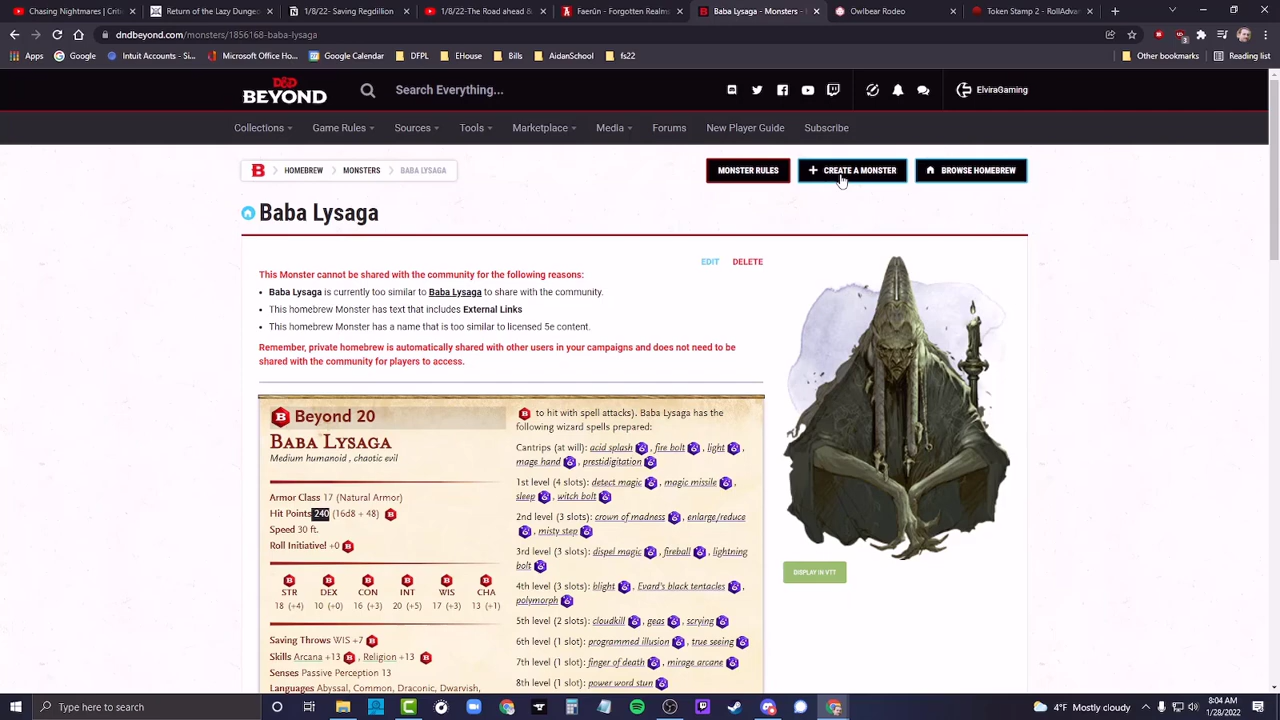 Chasing Nightmares | Int
Return of the Lazy Dungeo
1/8/22- Saving Regilion
1/8/22-The Road ahead &
Faerûn - Forgotten Realm
Baba Lysaga - Monsters -
Owlbear Rodeo
Token Stamp 2 - RollAdva
dndbeyond.com/monsters/1856168-baba-lysaga
Apps
Google
Intuit Accounts - Si...
Microsoft Office Ho...
Google Calendar
DFPL
EHouse
Bills
AidanSchool
fs22
Other bookmarks
Reading list
D&D
BEYOND
Search Everything...
ElviraGaming
Collections
Game Rules
Sources
Tools
Marketplace
Media
Forums
New Player Guide
Subscribe
B
HOMEBREW
MONSTERS
BABA LYSAGA
MONSTER RULES
+ CREATE A MONSTER
BROWSE HOMEBREW
Baba Lysaga
EDIT
DELETE
This Monster cannot be shared with the community for the following reasons:
• Baba Lysaga is currently too similar to Baba Lysaga to share with the community.
• This homebrew Monster has text that includes External Links
• This homebrew Monster has a name that is too similar to licensed 5e content.
Remember, private homebrew is automatically shared with other users in your campaigns and does not need to be
shared with the community for players to access.
Beyond 20
BABA LYSAGA
Medium humanoid , chaotic evil
Armor Class 17 (Natural Armor)
Hit Points 240 (16d8 + 48)
Speed 30 ft.
Roll Initiative! +0
STR DEX CON INT WIS CHA
18 (+4) 10 (+0) 16 (+3) 20 (+5) 17 (+3) 13 (+1)
Saving Throws WIS +7
Skills Arcana +13 , Religion +13
Senses Passive Perception 13
Languages Abyssal, Common, Draconic, Dwarvish,
to hit with spell attacks). Baba Lysaga has the
following wizard spells prepared:
Cantrips (at will): acid splash , fire bolt , light ,
mage hand , prestidigitation
1st level (4 slots): detect magic , magic missile ,
sleep , witch bolt
2nd level (3 slots): crown of madness , enlarge/reduce
, misty step
3rd level (3 slots): dispel magic , fireball , lightning
bolt
4th level (3 slots): blight , Evard's black tentacles ,
polymorph
5th level (2 slots): cloudkill , geas , scrying
6th level (1 slot): programmed illusion , true seeing
7th level (1 slot): finger of death , mirage arcane
8th level (1 slot): power word stun
DISPLAY IN VTT
Type here to search
4°F Mostly cloudy
8:04 AM
1/28/2022